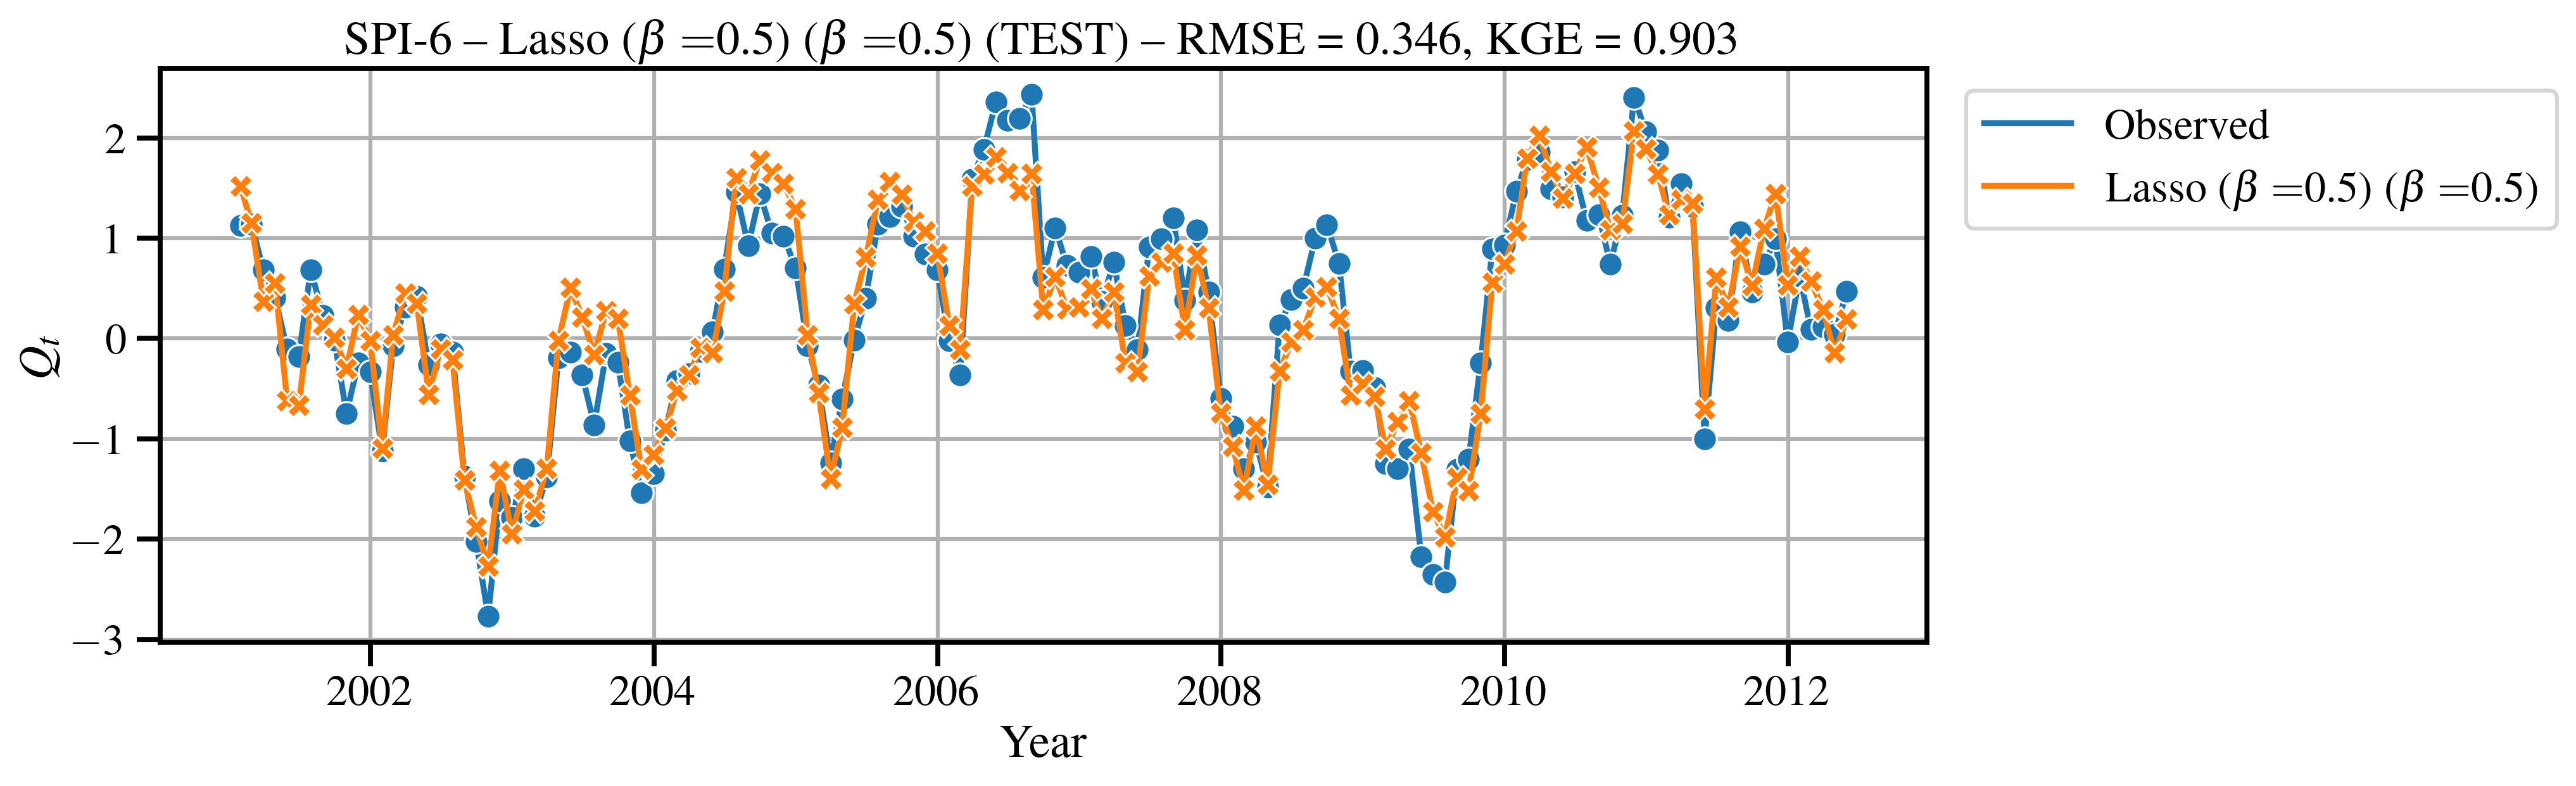 SPI-6 – Lasso (β =0.5) (β =0.5) (TEST) – RMSE = 0.346, KGE = 0.903
Observed
Lasso (β =0.5) (β =0.5)
2
1
0
−1
−2
−3
Qt
2002 2004 2006 2008 2010 2012
Year